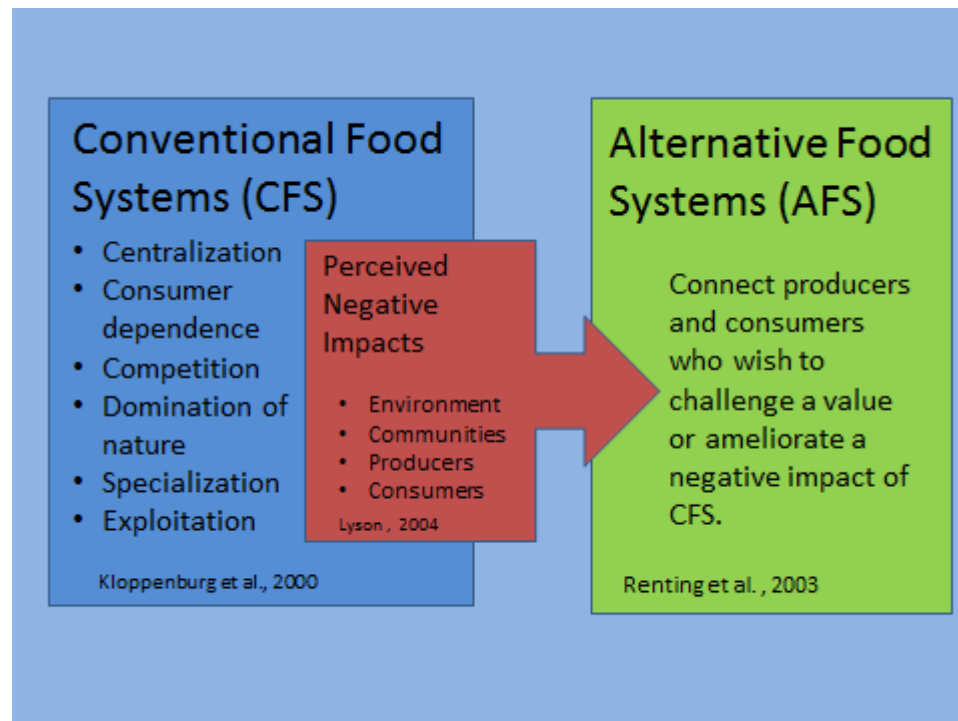 Conventional Food
Systems (CFS)
• Centralization
• Consumer
dependence
• Competition
• Domination of
nature
• Specialization
• Exploitation
Kloppenburg et al., 2000
Perceived
Negative
Impacts
• Environment
• Communities
• Producers
• Consumers
Lyson , 2004
Alternative Food
Systems (AFS)
Connect producers
and consumers
who wish to
challenge a value
or ameliorate a
negative impact of
CFS.
Renting et al. , 2003